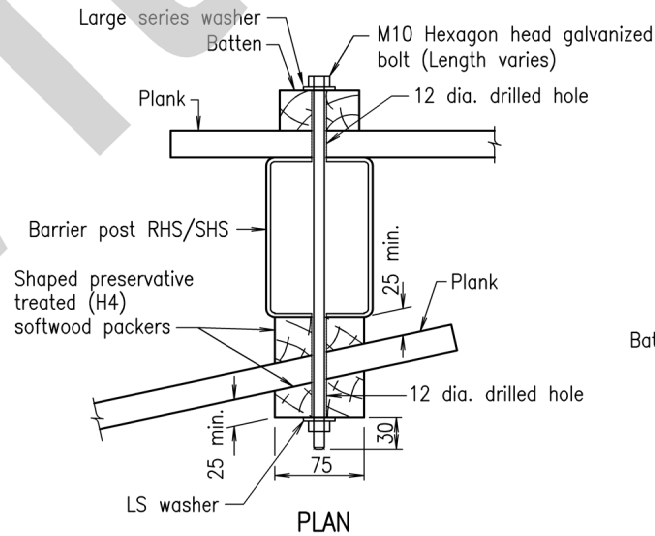 Large series washer
Batten
M10 Hexagon head galvanized
bolt (Length varies)
Plank
12 dia. drilled hole
Barrier post RHS/SHS
25 min.
Shaped preservative
treated (H4)
softwood packers
Plank
Bat
12 dia. drilled hole
25 min.
30
75
LS washer
PLAN